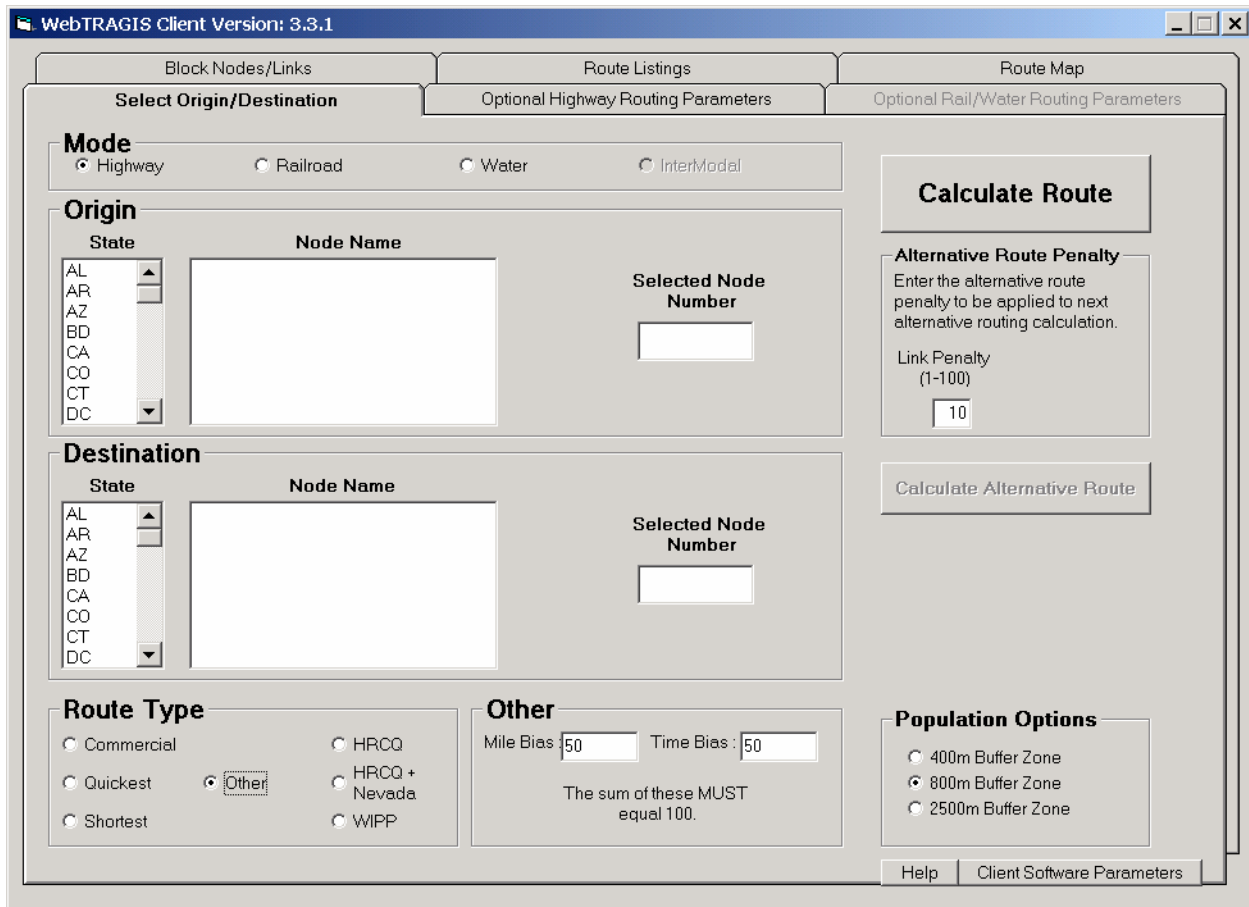 WebTRAGIS Client Version: 3.3.1
Block Nodes/Links
Route Listings
Route Map
Select Origin/Destination
Optional Highway Routing Parameters
Optional Rail/Water Routing Parameters
Mode
Highway
Railroad
Water
InterModal
Calculate Route
Origin
State
Node Name
AL
AR
AZ
BD
CA
CO
CT
DC
Selected Node
Number
Alternative Route Penalty
Enter the alternative route
penalty to be applied to next
alternative routing calculation.
Link Penalty
(1-100)
10
Destination
State
Node Name
AL
AR
AZ
BD
CA
CO
CT
DC
Selected Node
Number
Calculate Alternative Route
Route Type
Commercial
HRCQ
Quickest
Other
HRCQ +
Nevada
Shortest
WIPP
Other
Mile Bias : 50
Time Bias : 50
The sum of these MUST
equal 100.
Population Options
400m Buffer Zone
800m Buffer Zone
2500m Buffer Zone
Help
Client Software Parameters